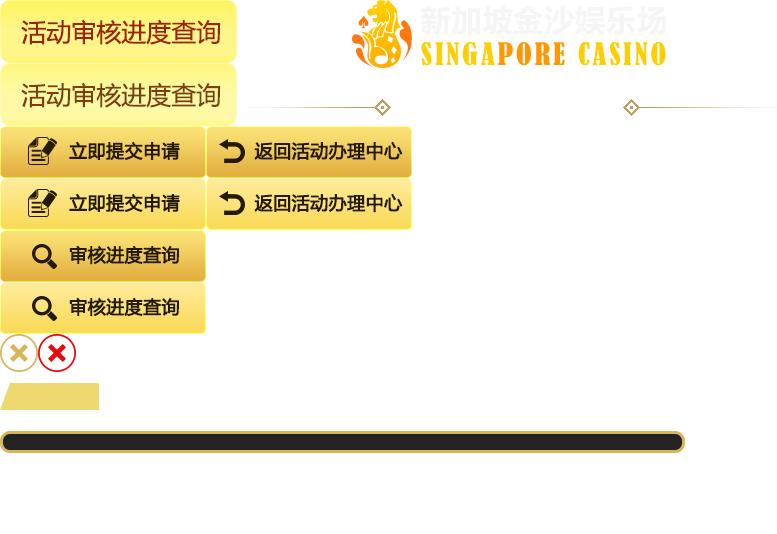 活动审核进度查询
新加坡金沙娱乐场
SINGAPORE CASINO
活动审核进度查询
立即提交申请
返回活动办理中心
立即提交申请
返回活动办理中心
审核进度查询
审核进度查询